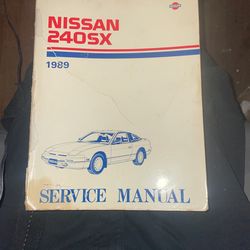 NISSAN
240SX
1989
SERVICE MANUAL